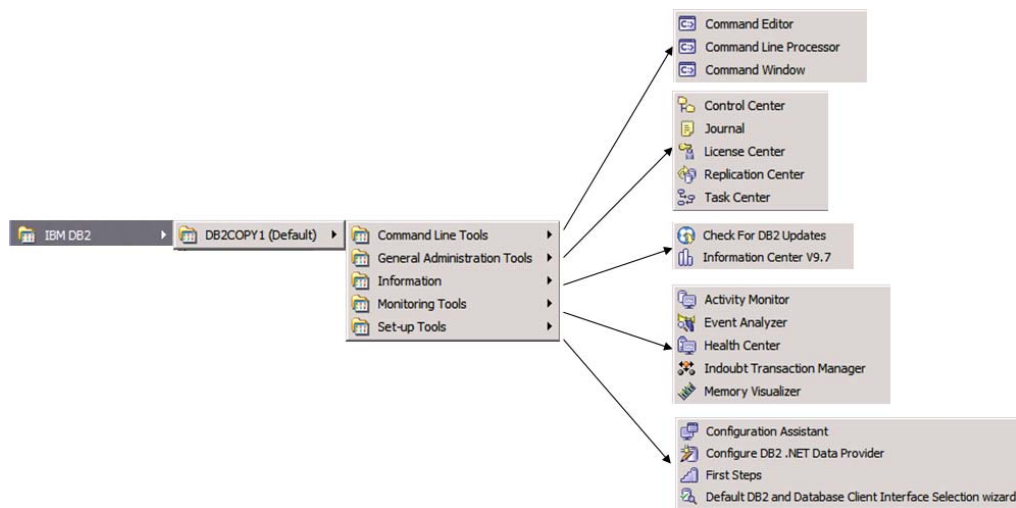 IBM DB2
DB2COPY1 (Default)
Command Line Tools
General Administration Tools
Information
Monitoring Tools
Set-up Tools
Command Editor
Command Line Processor
Command Window
Control Center
Journal
License Center
Replication Center
Task Center
Check For DB2 Updates
Information Center V9.7
Activity Monitor
Event Analyzer
Health Center
Indoubt Transaction Manager
Memory Visualizer
Configuration Assistant
Configure DB2 .NET Data Provider
First Steps
Default DB2 and Database Client Interface Selection wizard